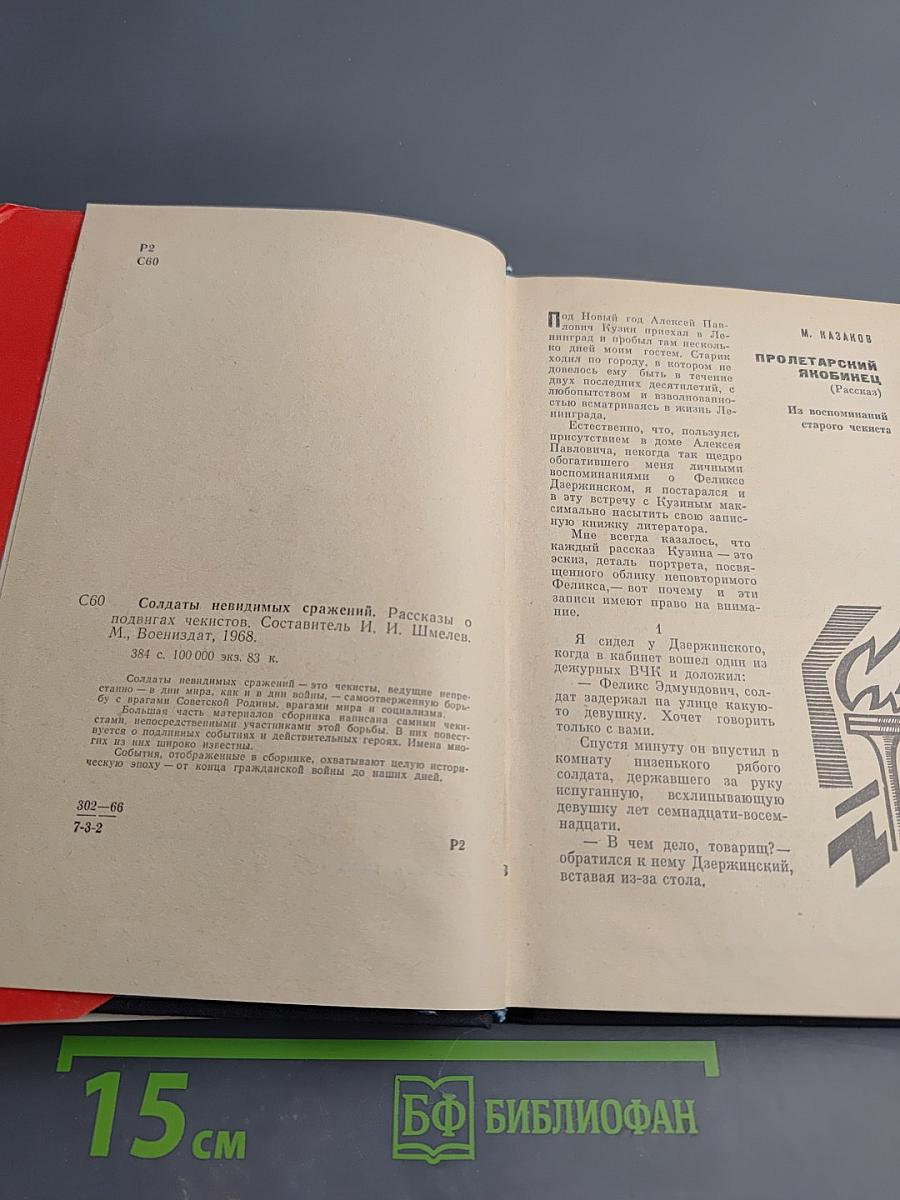 Р2
С60
С60 Солдаты невидимых сражений. Рассказы о
подвигах чекистов. Составитель И. И. Шмелев.
М., Воениздат, 1968.
384 с. 100 000 экз. 83 к.
Солдаты невидимых сражений — это чекисты, ведущие непре-
станно — в дни мира, как и в дни войны, — самоотверженную борь-
бу с врагами Советской Родины, врагами мира и социализма.
Большая часть материалов сборника написана самими чеки-
стами, непосредственными участниками этой борьбы. В них повест-
вуется о подлинных событиях и действительных героях. Имена мно-
гих из них широко известны.
События, отображенные в сборнике, охватывают целую истори-
ческую эпоху — от конца гражданской войны до наших дней.
302—66
7-3-2
Р2
Под Новый год Алексей Пав-
лович Кузин приехал в Ле-
нинград и пробыл там несколь-
ко дней моим гостем. Старик
ходил по городу, в котором не
довелось ему быть в течение
двух последних десятилетий, с
любопытством и взволнованно-
стью всматриваясь в жизнь Ле-
нинграда.
Естественно, что, пользуясь
присутствием в доме Алексея
Павловича, некогда так щедро
обогатившего меня личными
воспоминаниями о Феликсе
Дзержинском, я постарался и
в эту встречу с Кузиным мак-
симально насытить свою запис-
ную книжку литератора.
Мне всегда казалось, что
каждый рассказ Кузина — это
эскиз, деталь портрета, посвя-
щенного облику неповторимого
Феликса,— вот почему и эти
записи имеют право на внима-
ние.
1
Я сидел у Дзержинского,
когда в кабинет вошел один из
дежурных ВЧК и доложил:
— Феликс Эдмундович, сол-
дат задержал на улице какую-
то девушку. Хочет говорить
только с вами.
Спустя минуту он впустил в
комнату низенького рябого
солдата, державшего за руку
испуганную, всхлипывающую
девушку лет семнадцати-восем-
надцати.
— В чем дело, товарищ?—
обратился к нему Дзержинский,
вставая из-за стола.
М. КАЗАКОВ
ПРОЛЕТАРСКИЙ
ЯКОБИНЕЦ
(Рассказ)
Из воспоминаний
старого чекиста
3
15 см
БФ БИБЛИОФАН